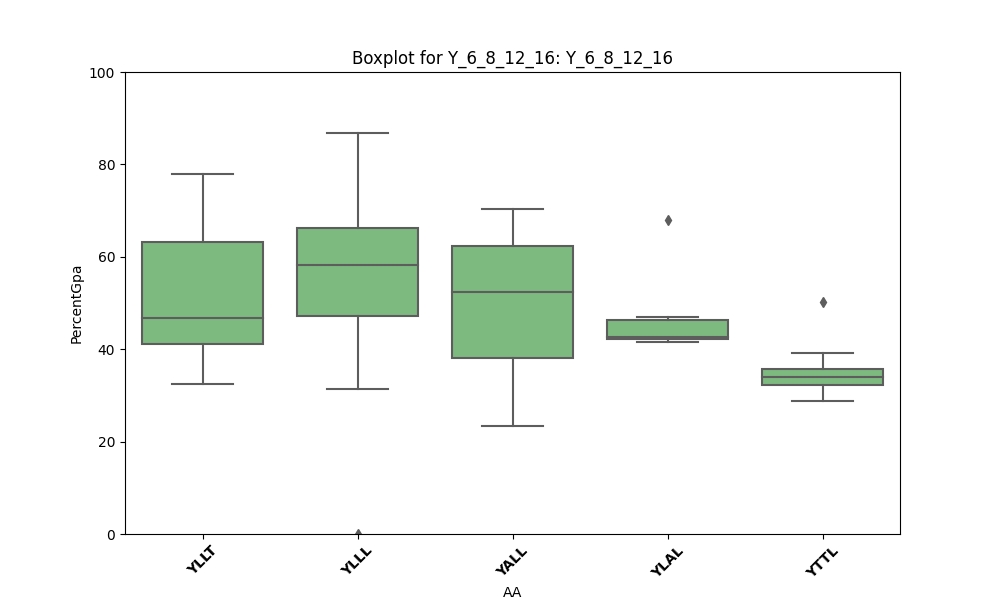 Boxplot for Y_6_8_12_16: Y_6_8_12_16
100
80
60
40
20
0
PercentGpa
YLLT
YLLL
YALL
YLAL
YTTL
AA